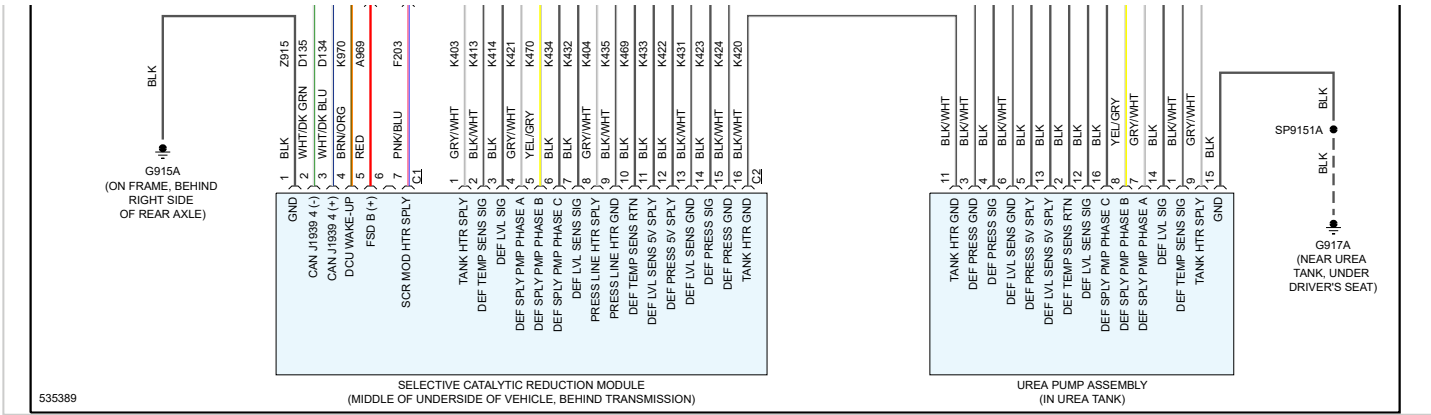 BLK
G915A
(ON FRAME, BEHIND
RIGHT SIDE
OF REAR AXLE)
Z915
D135
D134
K970
A969
F203
BLK
WHT/DK GRN
WHT/DK BLU
BRN/ORG
RED
PNK/BLU
1
2
3
4
5
6
7
C1
GND
CAN J1939 4 (-)
CAN J1939 4 (+)
DCU WAKE-UP
FSD B (+)
SCR MOD HTR SPLY
K403
K413
K414
K421
K470
K434
K432
K404
K435
K469
K433
K422
K431
K423
K424
K420
GRY/WHT
BLK/WHT
BLK
GRY/WHT
YEL/GRY
BLK
BLK
GRY/WHT
BLK/WHT
BLK
BLK
BLK
BLK/WHT
BLK
BLK/WHT
BLK/WHT
1
2
3
4
5
6
7
8
9
10
11
12
13
14
15
16
C2
TANK HTR SPLY
DEF TEMP SENS SIG
DEF LVL SIG
DEF SPLY PMP PHASE A
DEF SPLY PMP PHASE B
DEF SPLY PMP PHASE C
DEF LVL SENS SIG
PRESS LINE HTR SPLY
PRESS LINE HTR GND
DEF TEMP SENS RTN
DEF LVL SENS 5V SPLY
DEF PRESS 5V SPLY
DEF LVL SENS GND
DEF PRESS SIG
DEF PRESS GND
TANK HTR GND
SELECTIVE CATALYTIC REDUCTION MODULE
(MIDDLE OF UNDERSIDE OF VEHICLE, BEHIND TRANSMISSION)
BLK/WHT
BLK/WHT
BLK
BLK/WHT
BLK
BLK
BLK
BLK
BLK/WHT
YEL/GRY
GRY/WHT
BLK
BLK/WHT
GRY/WHT
BLK
11
3
4
6
5
13
2
12
16
8
7
14
1
9
15
TANK HTR GND
DEF PRESS GND
DEF PRESS SIG
DEF LVL SENS GND
DEF PRESS 5V SPLY
DEF LVL SENS 5V SPLY
DEF TEMP SENS RTN
DEF LVL SENS SIG
DEF SPLY PMP PHASE C
DEF SPLY PMP PHASE B
DEF SPLY PMP PHASE A
DEF LVL SIG
DEF TEMP SENS SIG
TANK HTR SPLY
GND
UREA PUMP ASSEMBLY
(IN UREA TANK)
BLK
SP9151A
BLK
G917A
(NEAR UREA
TANK, UNDER
DRIVER'S SEAT)
535389